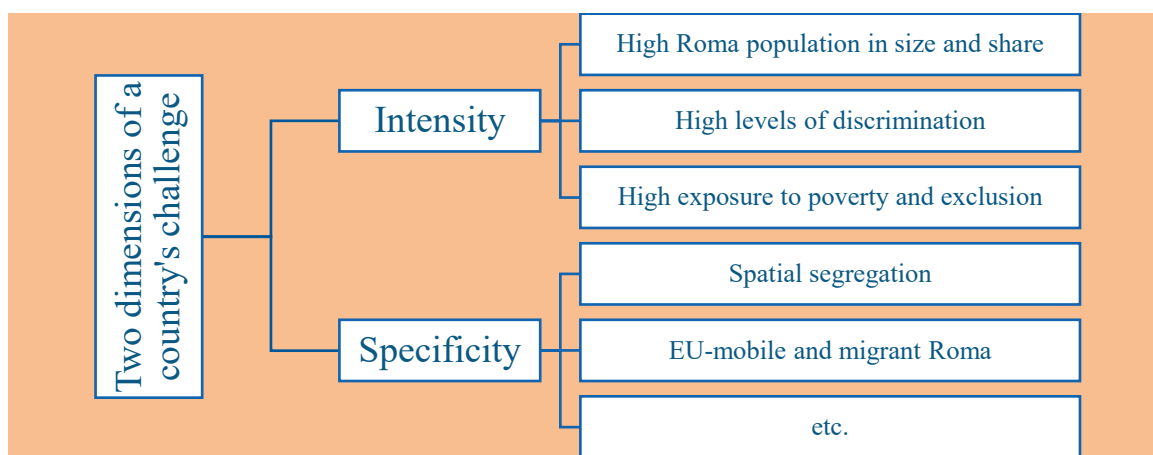 Two dimensions of a
country's challenge
Intensity
High Roma population in size and share
High levels of discrimination
High exposure to poverty and exclusion
Specificity
Spatial segregation
EU-mobile and migrant Roma
etc.